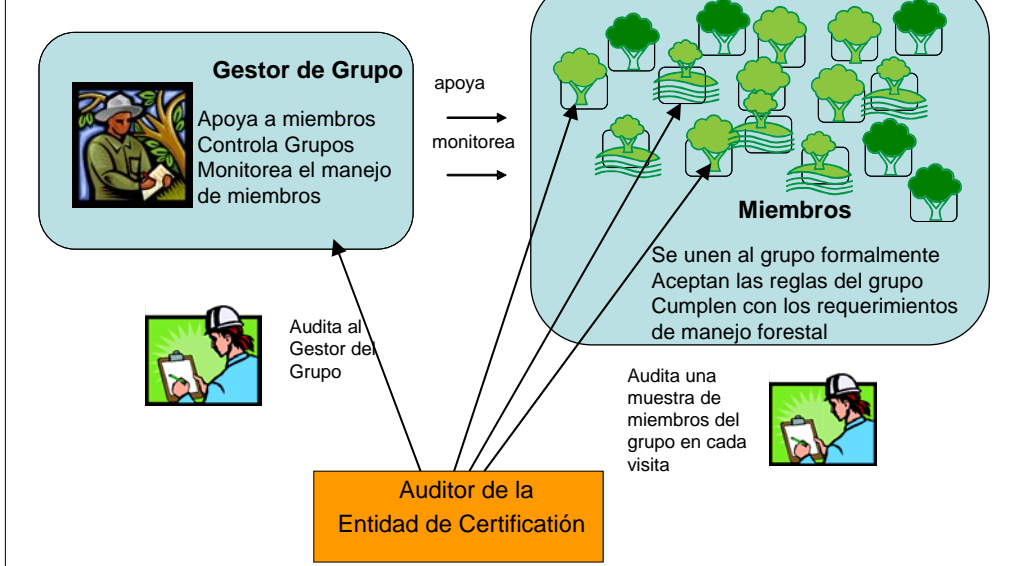 Gestor de Grupo
Apoya a miembros
Controla Grupos
Monitorea el manejo
de miembros
apoya
monitorea
Miembros
Se unen al grupo formalmente
Aceptan las reglas del grupo
Cumplen con los requerimientos
de manejo forestal
Audita al
Gestor del
Grupo
Audita una
muestra de
miembros del
grupo en cada
visita
Auditor de la
Entidad de Certificatión